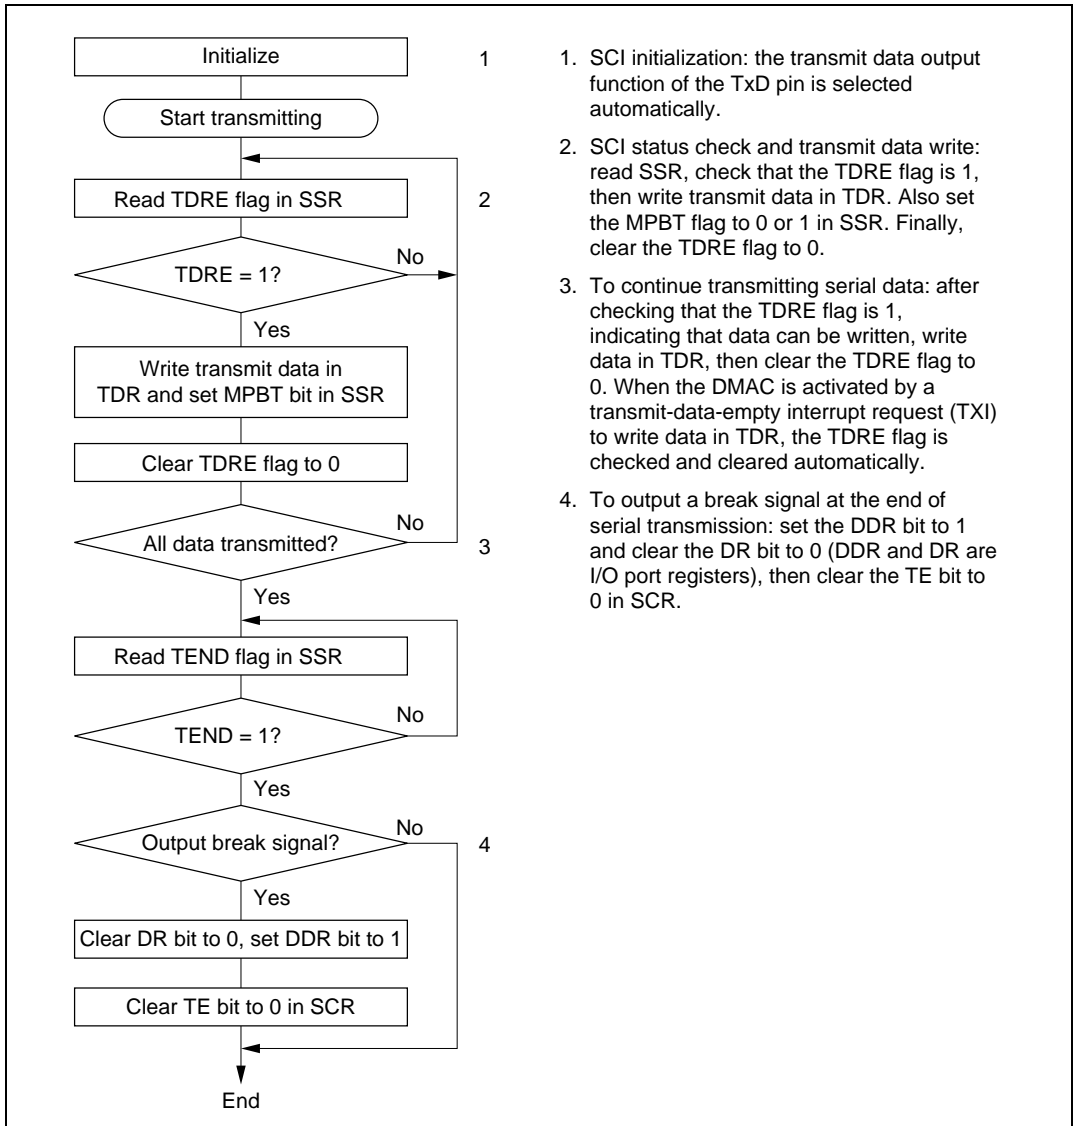 Initialize
1
Start transmitting
Read TDRE flag in SSR
2
TDRE = 1?
No
Yes
Write transmit data in
TDR and set MPBT bit in SSR
Clear TDRE flag to 0
All data transmitted?
No
3
Yes
Read TEND flag in SSR
TEND = 1?
No
Yes
Output break signal?
No
4
Yes
Clear DR bit to 0, set DDR bit to 1
Clear TE bit to 0 in SCR
End
1. SCI initialization: the transmit data output
function of the TxD pin is selected
automatically.
2. SCI status check and transmit data write:
read SSR, check that the TDRE flag is 1,
then write transmit data in TDR. Also set
the MPBT flag to 0 or 1 in SSR. Finally,
clear the TDRE flag to 0.
3. To continue transmitting serial data: after
checking that the TDRE flag is 1,
indicating that data can be written, write
data in TDR, then clear the TDRE flag to
0. When the DMAC is activated by a
transmit-data-empty interrupt request (TXI)
to write data in TDR, the TDRE flag is
checked and cleared automatically.
4. To output a break signal at the end of
serial transmission: set the DDR bit to 1
and clear the DR bit to 0 (DDR and DR are
I/O port registers), then clear the TE bit to
0 in SCR.